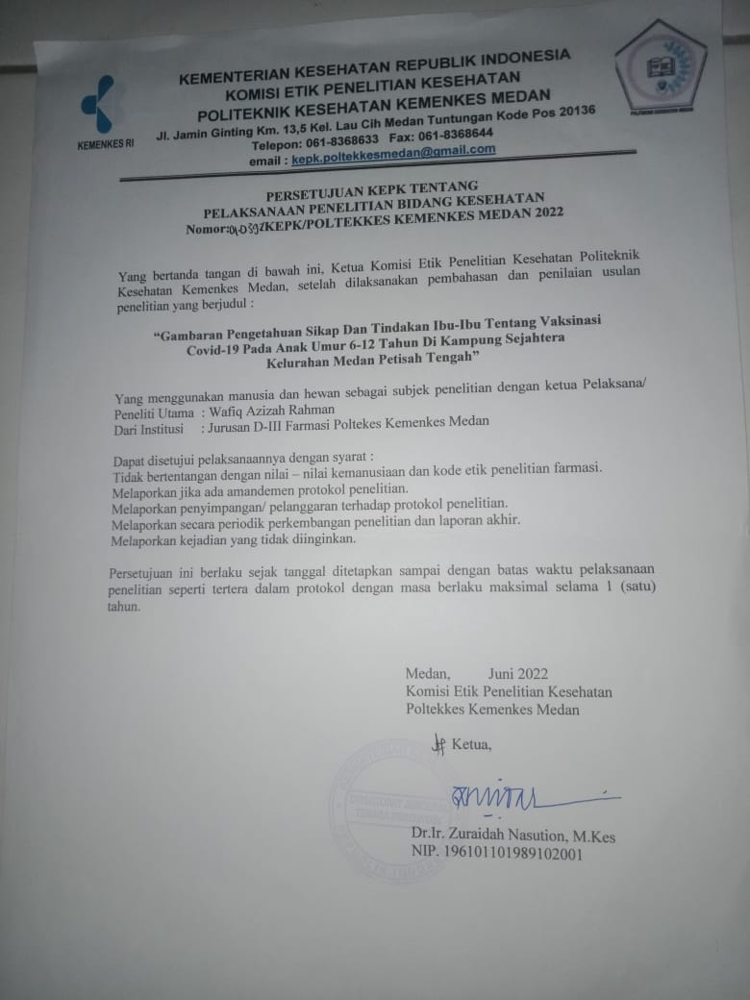 KEMENTERIAN KESEHATAN REPUBLIK INDONESIA
KOMISI ETIK PENELITIAN KESEHATAN
POLITEKNIK KESEHATAN KEMENKES MEDAN
Jl. Jamin Ginting Km. 13,5 Kel. Lau Cih Medan Tuntungan Kode Pos 20136
Telepon: 061-8368633 Fax: 061-8368644
email : kepk.poltekkesmedan@gmail.com
KEMENKES RI
PERSETUJUAN KEPK TENTANG
PELAKSANAAN PENELITIAN BIDANG KESEHATAN
Nomor: /KEPK/POLTEKKES KEMENKES MEDAN 2022
Yang bertanda tangan di bawah ini, Ketua Komisi Etik Penelitian Kesehatan Politeknik
Kesehatan Kemenkes Medan, setelah dilaksanakan pembahasan dan penilaian usulan
penelitian yang berjudul :
“Gambaran Pengetahuan Sikap Dan Tindakan Ibu-Ibu Tentang Vaksinasi
Covid-19 Pada Anak Umur 6-12 Tahun Di Kampung Sejahtera
Kelurahan Medan Petisah Tengah”
Yang menggunakan manusia dan hewan sebagai subjek penelitian dengan ketua Pelaksana/
Peneliti Utama : Wafiq Azizah Rahman
Dari Institusi : Jurusan D-III Farmasi Poltekes Kemenkes Medan
Dapat disetujui pelaksanaannya dengan syarat :
Tidak bertentangan dengan nilai – nilai kemanusiaan dan kode etik penelitian farmasi.
Melaporkan jika ada amandemen protokol penelitian.
Melaporkan penyimpangan/ pelanggaran terhadap protokol penelitian.
Melaporkan secara periodik perkembangan penelitian dan laporan akhir.
Melaporkan kejadian yang tidak diinginkan.
Persetujuan ini berlaku sejak tanggal ditetapkan sampai dengan batas waktu pelaksanaan
penelitian seperti tertera dalam protokol dengan masa berlaku maksimal selama 1 (satu)
tahun.
Medan, Juni 2022
Komisi Etik Penelitian Kesehatan
Poltekkes Kemenkes Medan
Ketua,
Dr.Ir. Zuraidah Nasution, M.Kes
NIP. 196101101989102001